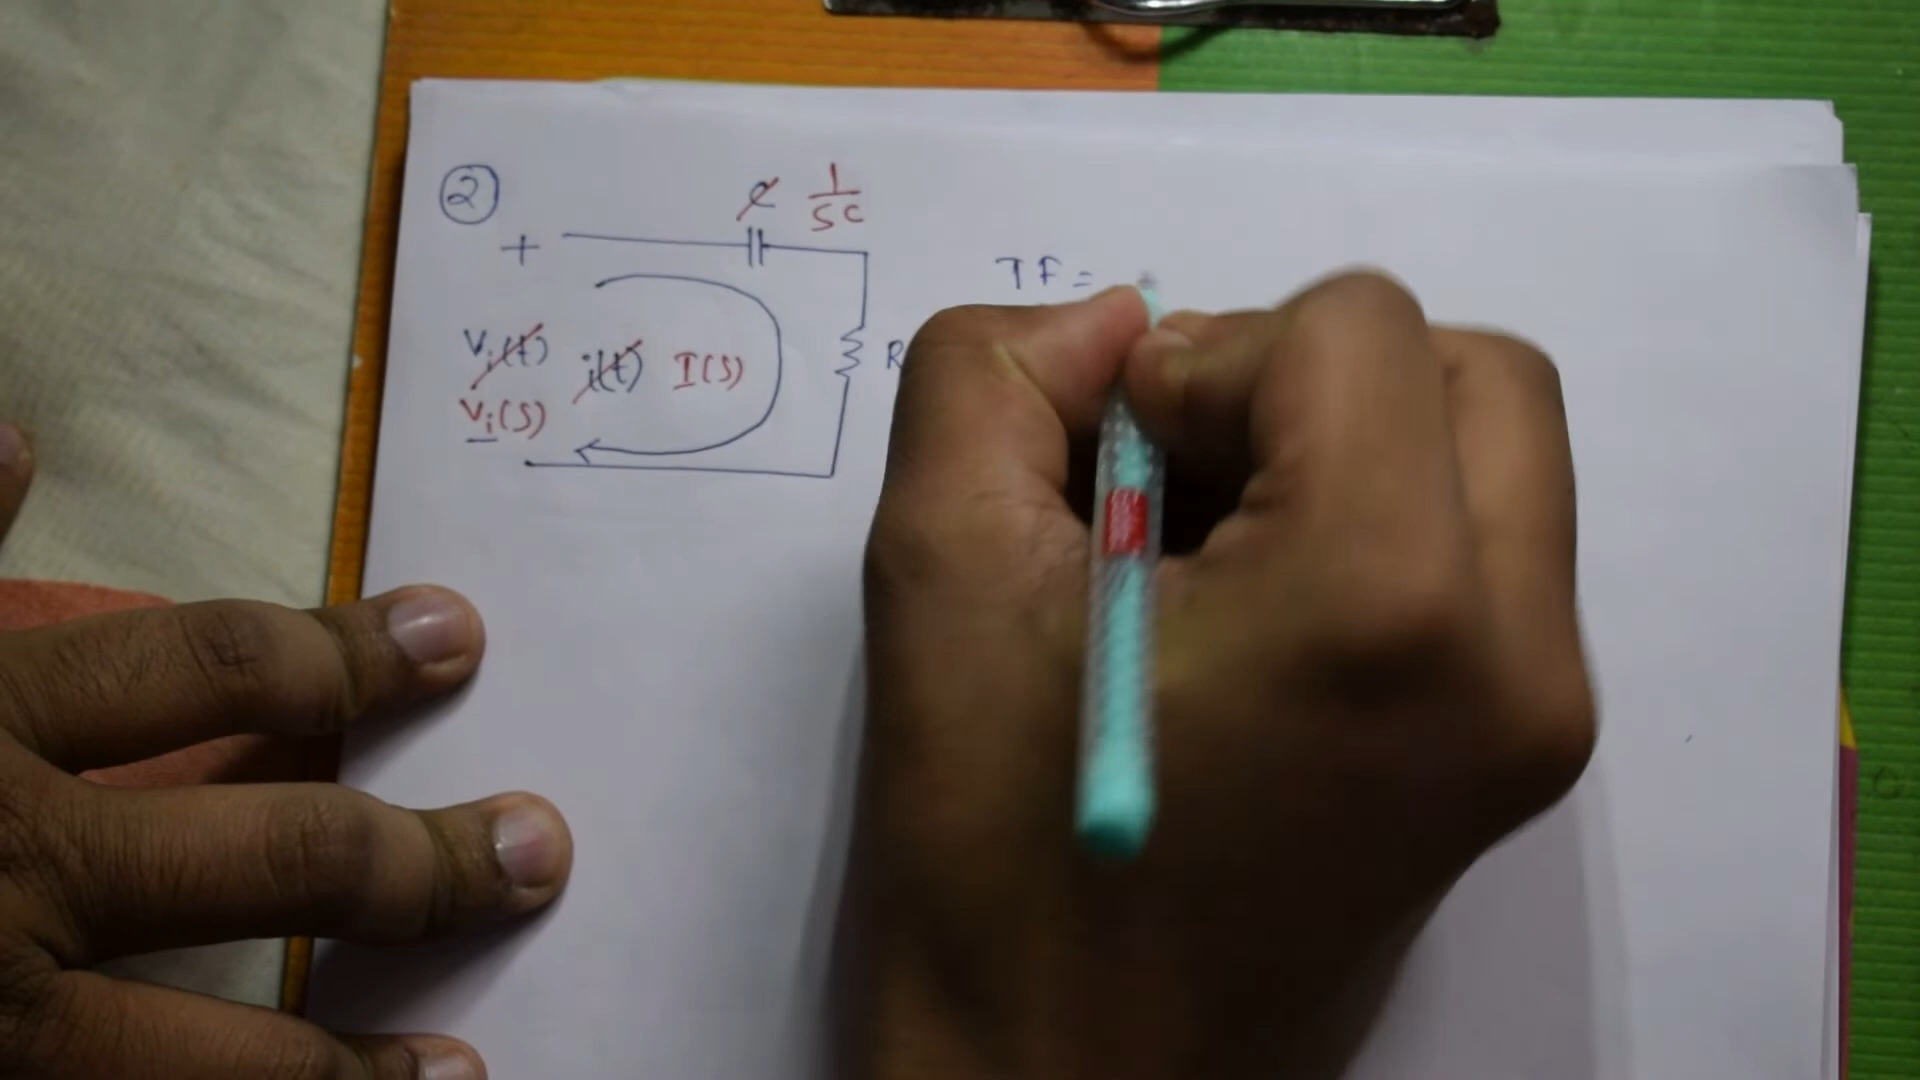 2
C 1/SC
+
TF =
Vi(t) i(t) I(s) R
Vi(s)